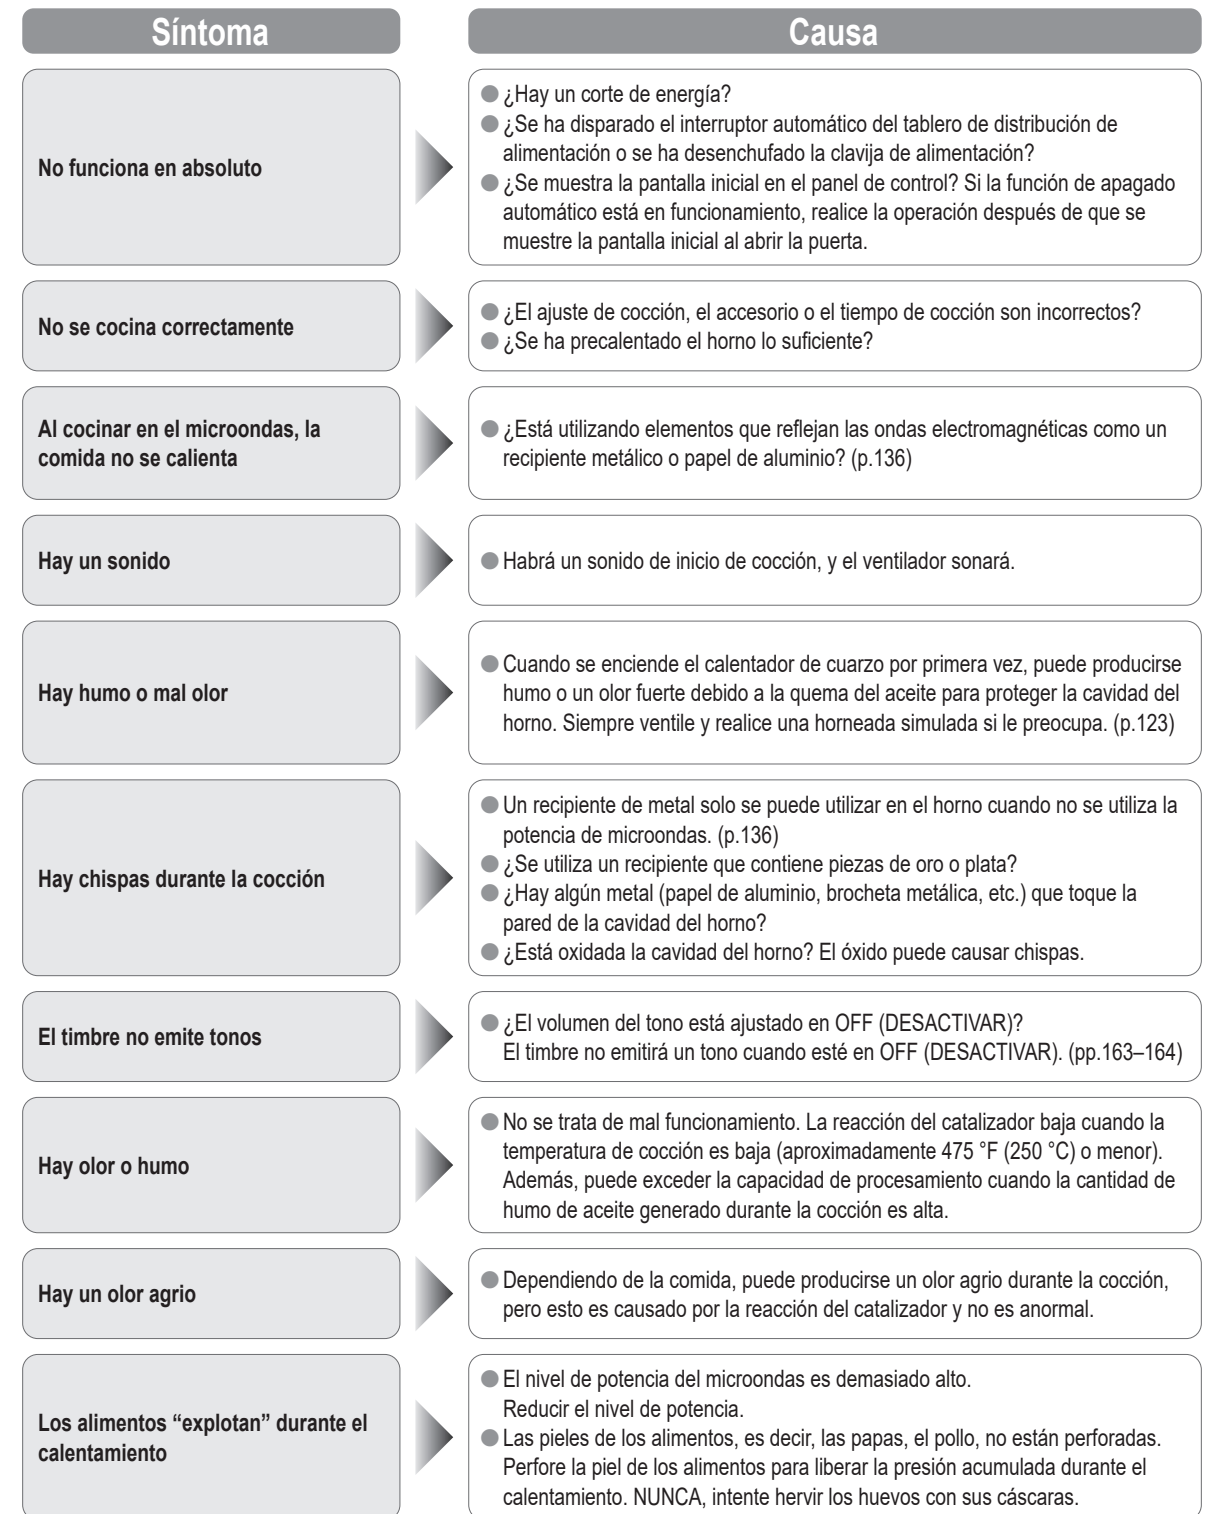 Síntoma
Causa
No funciona en absoluto
● ¿Hay un corte de energía?
● ¿Se ha disparado el interruptor automático del tablero de distribución de
alimentación o se ha desenchufado la clavija de alimentación?
● ¿Se muestra la pantalla inicial en el panel de control? Si la función de apagado
automático está en funcionamiento, realice la operación después de que se
muestre la pantalla inicial al abrir la puerta.
No se cocina correctamente
● ¿El ajuste de cocción, el accesorio o el tiempo de cocción son incorrectos?
● ¿Se ha precalentado el horno lo suficiente?
Al cocinar en el microondas, la
comida no se calienta
● ¿Está utilizando elementos que reflejan las ondas electromagnéticas como un
recipiente metálico o papel de aluminio? (p.136)
Hay un sonido
● Habrá un sonido de inicio de cocción, y el ventilador sonará.
Hay humo o mal olor
● Cuando se enciende el calentador de cuarzo por primera vez, puede producirse
humo o un olor fuerte debido a la quema del aceite para proteger la cavidad del
horno. Siempre ventile y realice una horneada simulada si le preocupa. (p.123)
Hay chispas durante la cocción
● Un recipiente de metal solo se puede utilizar en el horno cuando no se utiliza la
potencia de microondas. (p.136)
● ¿Se utiliza un recipiente que contiene piezas de oro o plata?
● ¿Hay algún metal (papel de aluminio, brocheta metálica, etc.) que toque la
pared de la cavidad del horno?
● ¿Está oxidada la cavidad del horno? El óxido puede causar chispas.
El timbre no emite tonos
● ¿El volumen del tono está ajustado en OFF (DESACTIVAR)?
El timbre no emitirá un tono cuando esté en OFF (DESACTIVAR). (pp.163–164)
Hay olor o humo
● No se trata de mal funcionamiento. La reacción del catalizador baja cuando la
temperatura de cocción es baja (aproximadamente 475 °F (250 °C) o menor).
Además, puede exceder la capacidad de procesamiento cuando la cantidad de
humo de aceite generado durante la cocción es alta.
Hay un olor agrio
● Dependiendo de la comida, puede producirse un olor agrio durante la cocción,
pero esto es causado por la reacción del catalizador y no es anormal.
Los alimentos “explotan” durante el
calentamiento
● El nivel de potencia del microondas es demasiado alto.
Reducir el nivel de potencia.
● Las pieles de los alimentos, es decir, las papas, el pollo, no están perforadas.
Perfore la piel de los alimentos para liberar la presión acumulada durante el
calentamiento. NUNCA, intente hervir los huevos con sus cáscaras.